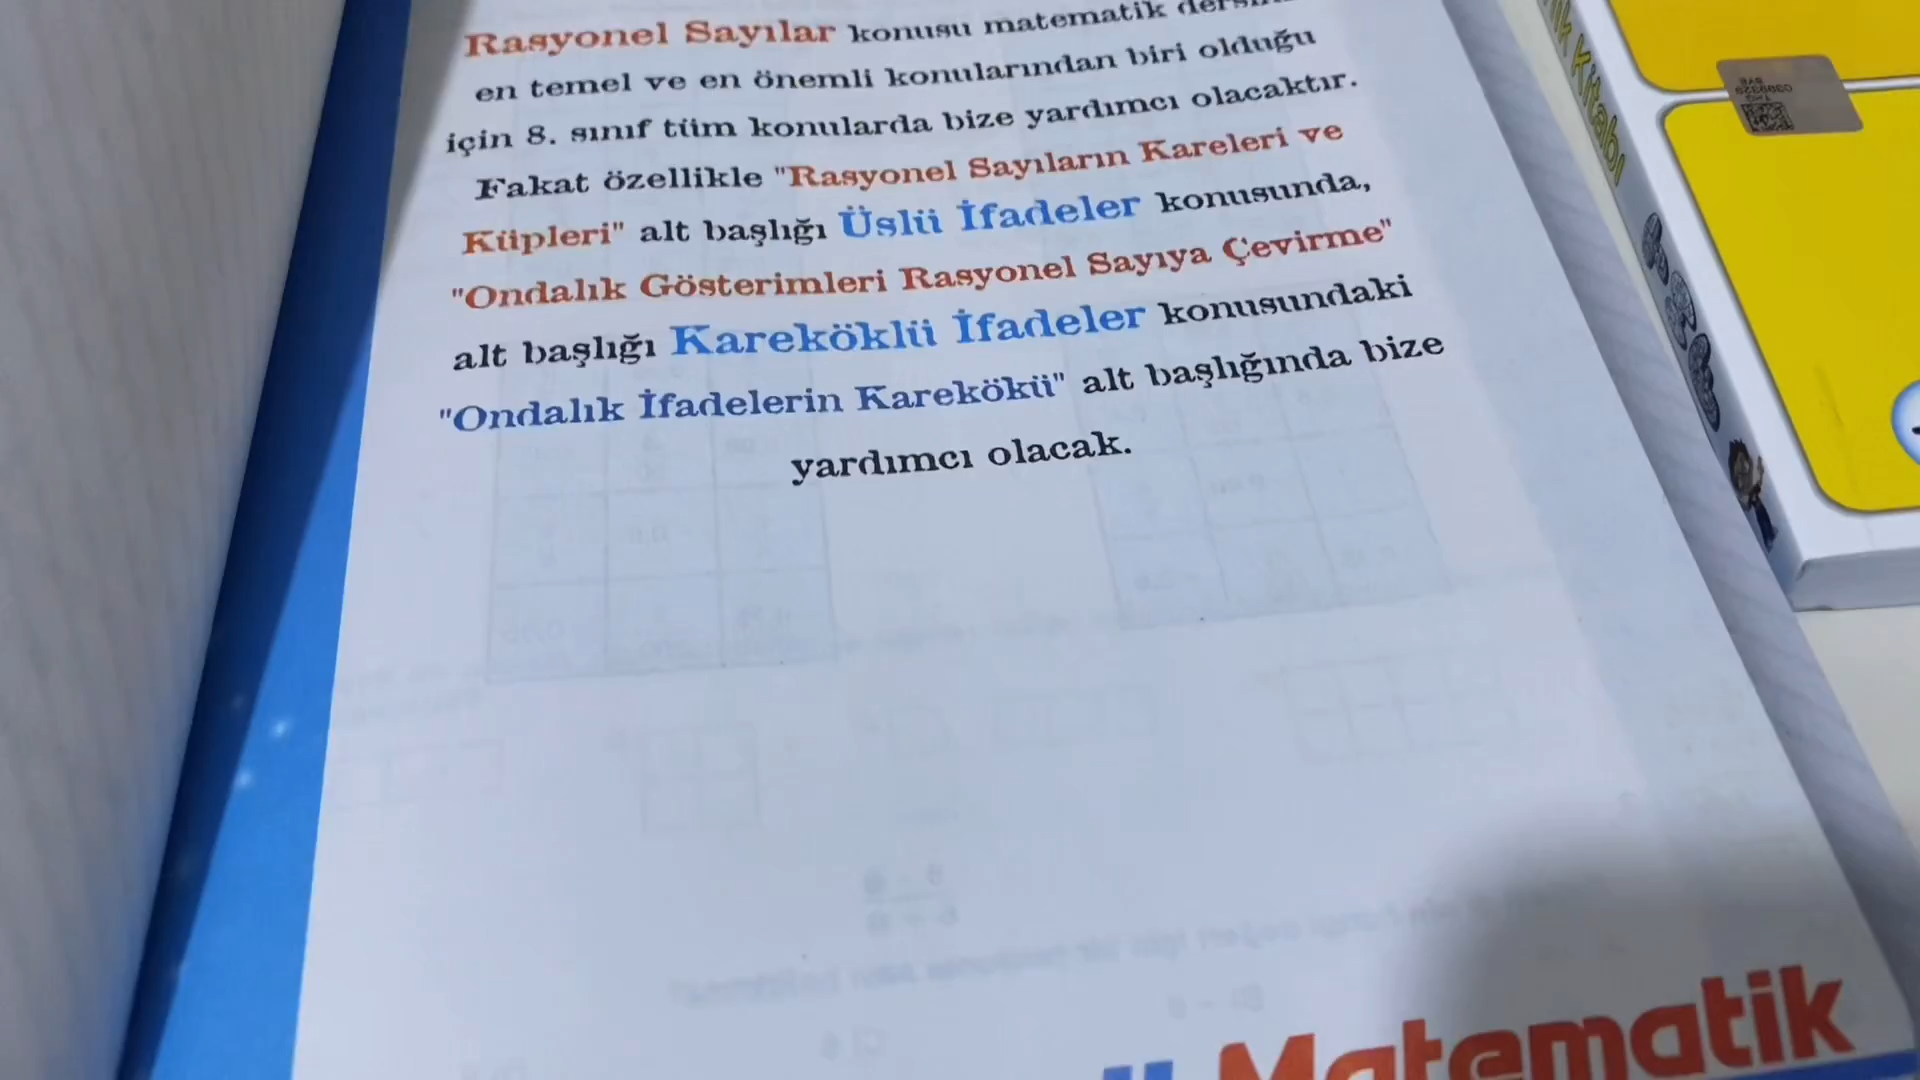 Rasyonel Sayılar konusu matematik
en temel ve en önemli konularından biri olduğu
için 8. sınıf tüm konularda bize yardımcı olacaktır.
Fakat özellikle "Rasyonel Sayıların Kareleri ve
Küpleri" alt başlığı Üslü İfadeler konusunda,
"Ondalık Gösterimleri Rasyonel Sayıya Çevirme"
alt başlığı Kareköklü İfadeler konusundaki
"Ondalık İfadelerin Karekökü" alt başlığında bize
yardımcı olacak.
Matematik
Kitabı